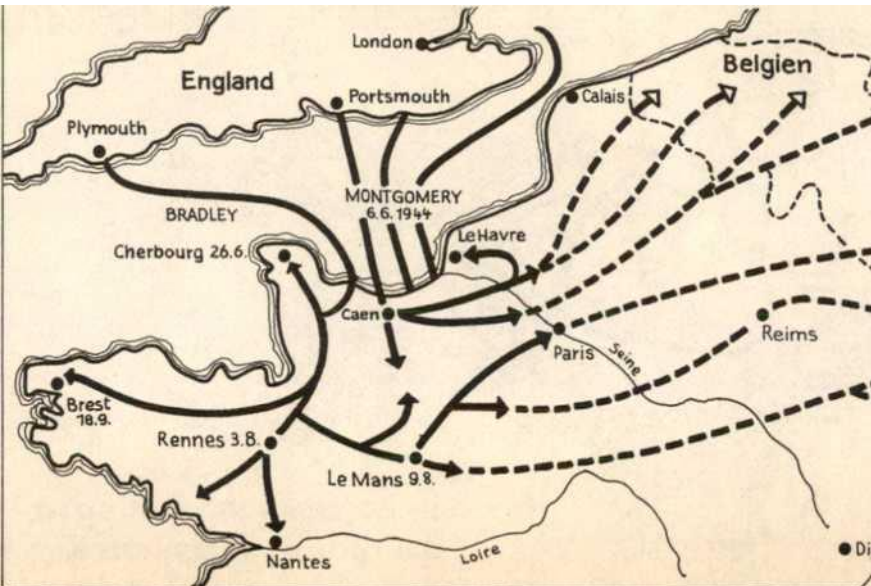 London
England
Belgien
Portsmouth
Calais
Plymouth
MONTGOMERY
6.6.1944
BRADLEY
Le Havre
Cherbourg 26.6.
Caen
Seine
Paris
Reims
Brest
18.9.
Rennes 3.8.
Le Mans 9.8.
Loire
Nantes
Di